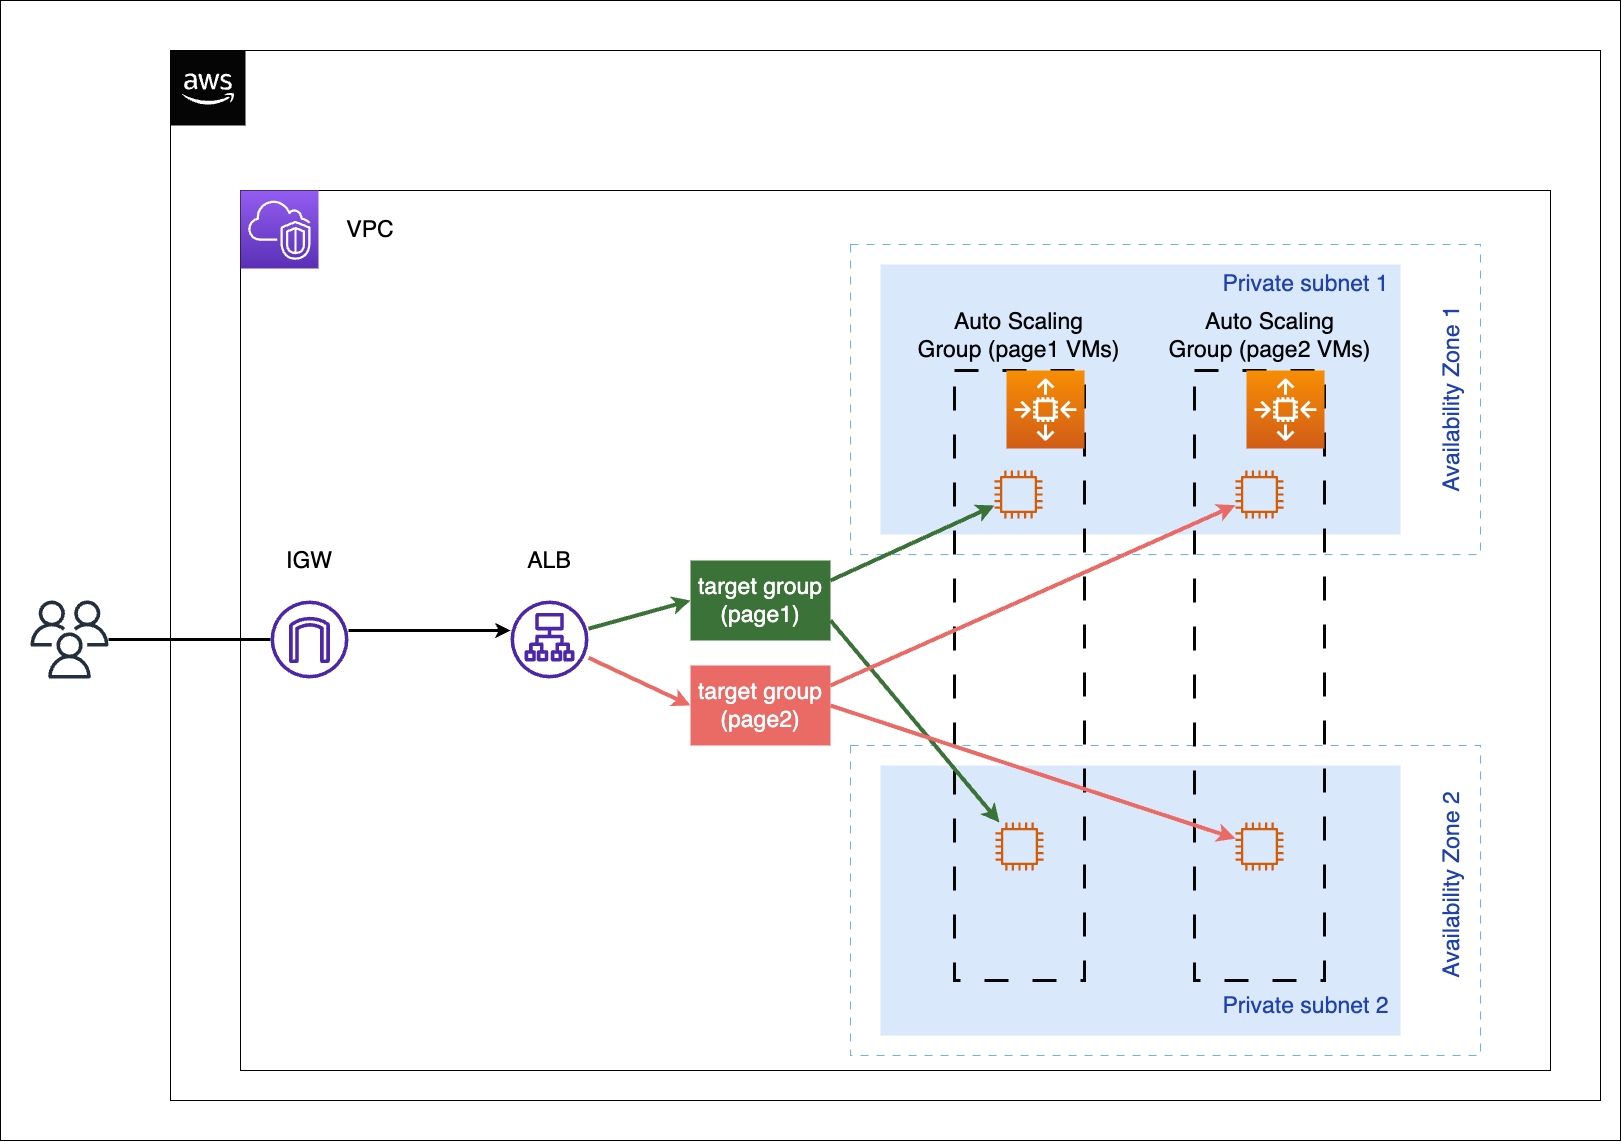 aws
VPC
Private subnet 1
Auto Scaling
Group (page1 VMs)
Auto Scaling
Group (page2 VMs)
Availability Zone 1
IGW
ALB
target group
(page1)
target group
(page2)
Availability Zone 2
Private subnet 2